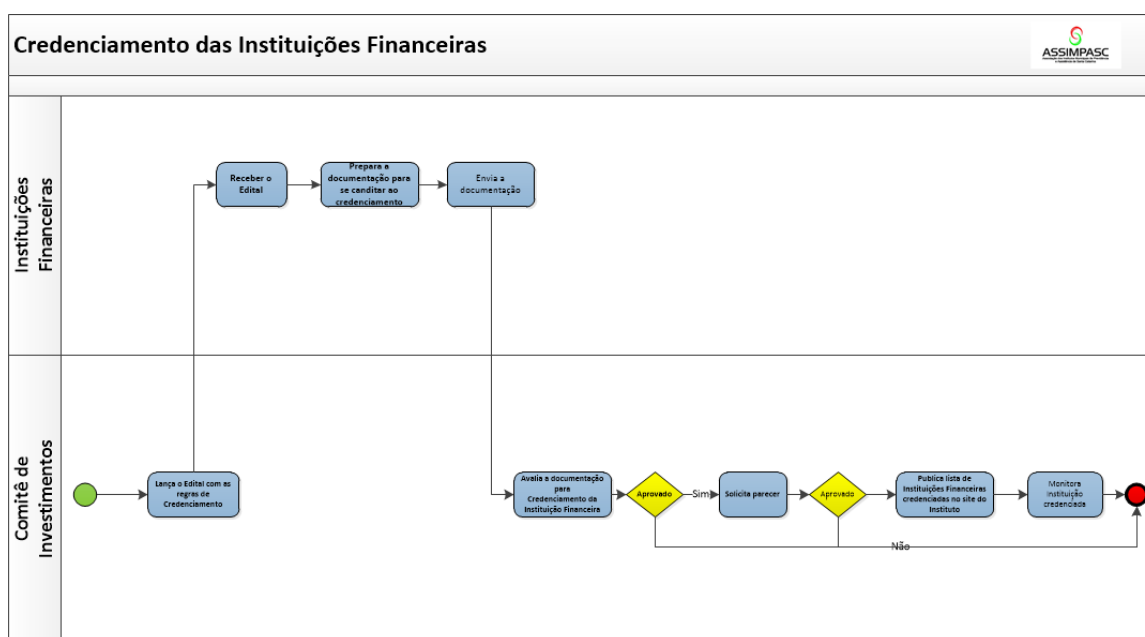 Credenciamento das Instituições Financeiras
ASSIMPASC
Instituições
Financeiras
Receber o
Edital
Prepara a
documentação para
se canditar ao
credenciamento
Envia a
documentação
Comitê de
Investimentos
Lança o Edital com as
regras de
Credenciamento
Avalia a documentação
para
Credenciamento da
Instituição Financeira
Aprovado
Sim
Solicita parecer
Aprovado
Publica lista de
Instituições Financeiras
credenciadas no site do
Instituto
Monitora
instituição
credenciada
Não